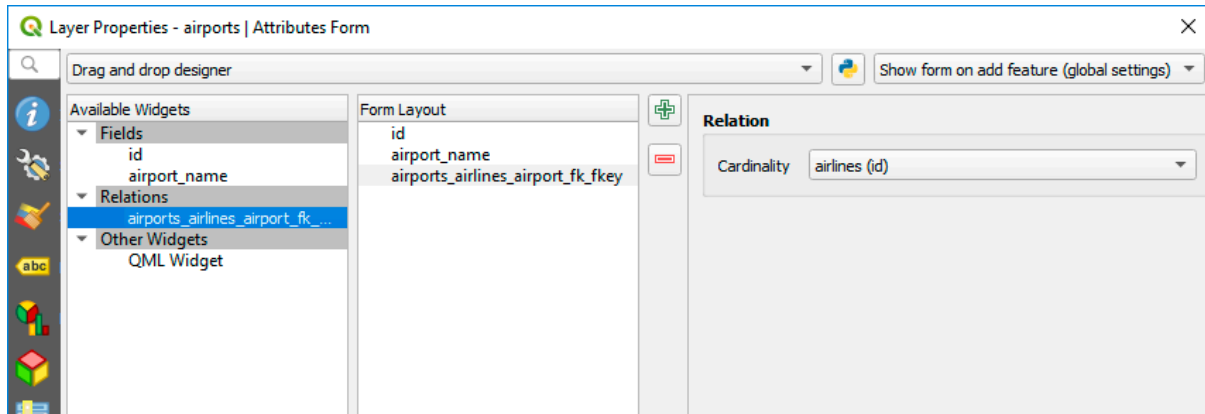 Layer Properties - airports | Attributes Form
Drag and drop designer
Show form on add feature (global settings)
Available Widgets
Fields
id
airport_name
Relations
airports_airlines_airport_fk_...
Other Widgets
QML Widget
Form Layout
id
airport_name
airports_airlines_airport_fk_fkey
Relation
Cardinality airlines (id)
abc